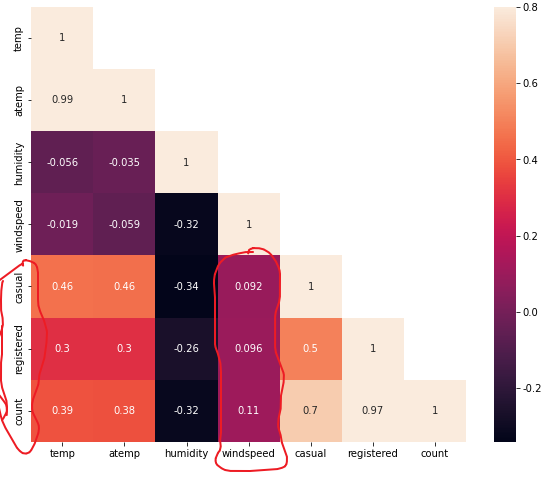 temp 1
atemp 0.99 1
humidity -0.056 -0.035 1
windspeed -0.019 -0.059 -0.32 1
casual 0.46 0.46 -0.34 0.092 1
registered 0.3 0.3 -0.26 0.096 0.5 1
count 0.39 0.38 -0.32 0.11 0.7 0.97 1
temp atemp humidity windspeed casual registered count
0.8
0.6
0.4
0.2
0.0
-0.2